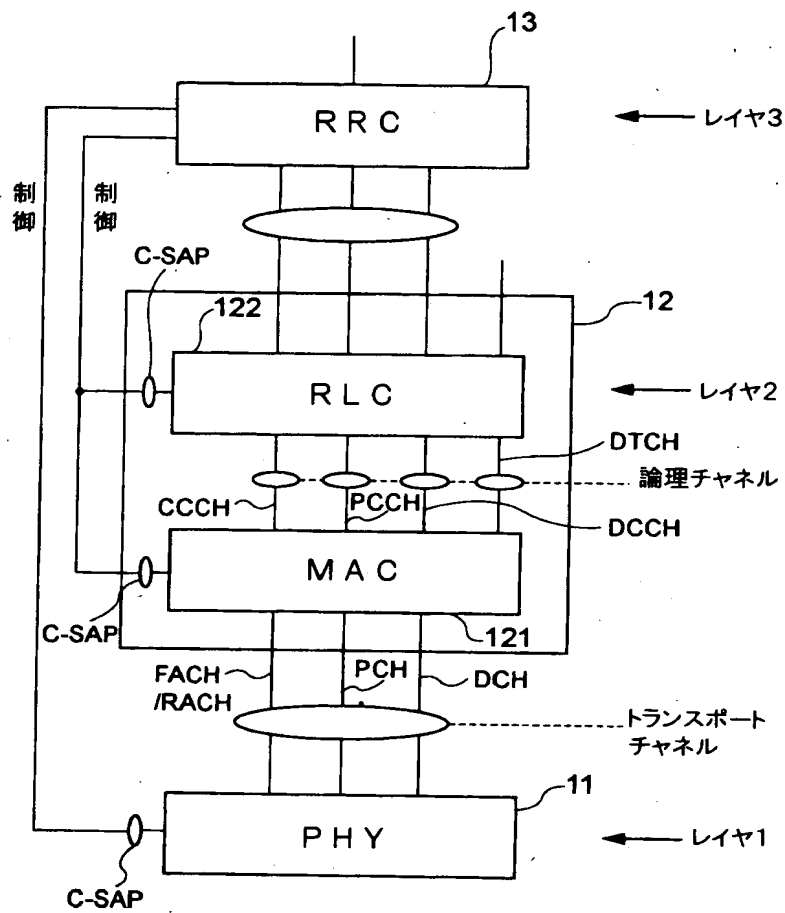 13
RRC
レイヤ3
制御
制御
C-SAP
122
12
RLC
レイヤ2
DTCH
論理チャネル
CCCH
PCCH
DCCH
MAC
C-SAP
121
FACH
/RACH
PCH
DCH
トランスポート
チャネル
11
PHY
レイヤ1
C-SAP